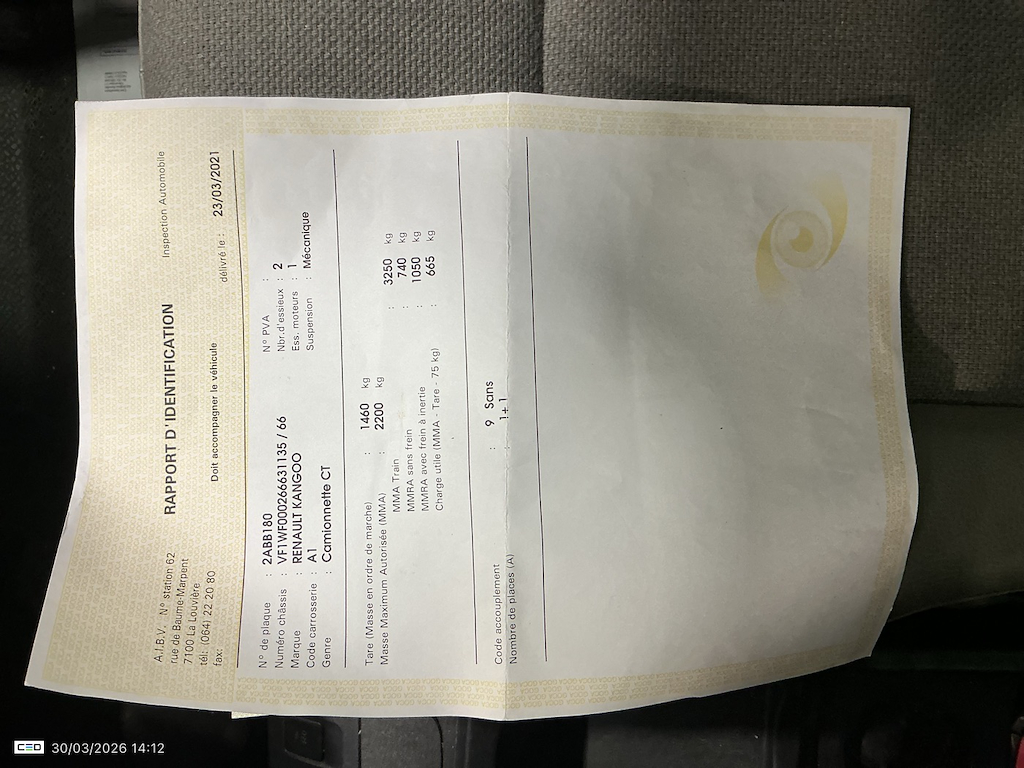 A.I.B.V. N° station 62
rue de Baume-Marpent
7100 La Louvière
tél: (064) 22 20 80
fax:
Inspection Automobile
RAPPORT D'IDENTIFICATION
Doit accompagner le véhicule
délivré le : 23/03/2021
N° de plaque : 2ABB180 N° PVA :
Numéro châssis : VF1WF000266631135 / 66 Nbr.d'essieux : 2
Marque : RENAULT KANGOO Ess. moteurs : 1
Code carrosserie : A1 Suspension : Mécanique
Genre : Camionnette CT
Tare (Masse en ordre de marche) : 1460 kg
Masse Maximum Autorisée (MMA) : 2200 kg
MMA Train : 3250 kg
MMRA sans frein : 740 kg
MMRA avec frein à inertie : 1050 kg
Charge utile (MMA - Tare - 75 kg) : 665 kg
Code accouplement : 9 Sans
Nombre de places (A) 1+1
CEO 30/03/2026 14:12